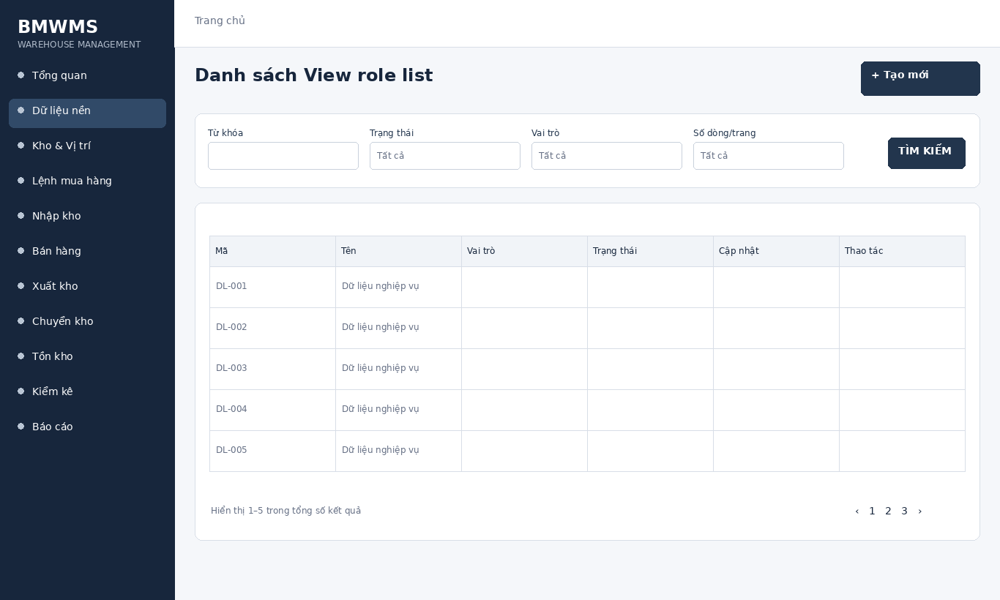 BMWMS
WAREHOUSE MANAGEMENT
Tổng quan
Dữ liệu nền
Kho & Vị trí
Lệnh mua hàng
Nhập kho
Bán hàng
Xuất kho
Chuyển kho
Tồn kho
Kiểm kê
Báo cáo
Trang chủ
Danh sách View role list
+ Tạo mới
Từ khóa
Trạng thái
Vai trò
Số dòng/trang
Tất cả
Tất cả
Tất cả
TÌM KIẾM
Mã Tên Vai trò Trạng thái Cập nhật Thao tác
DL-001 Dữ liệu nghiệp vụ
DL-002 Dữ liệu nghiệp vụ
DL-003 Dữ liệu nghiệp vụ
DL-004 Dữ liệu nghiệp vụ
DL-005 Dữ liệu nghiệp vụ
Hiển thị 1–5 trong tổng số kết quả
‹ 1 2 3 ›